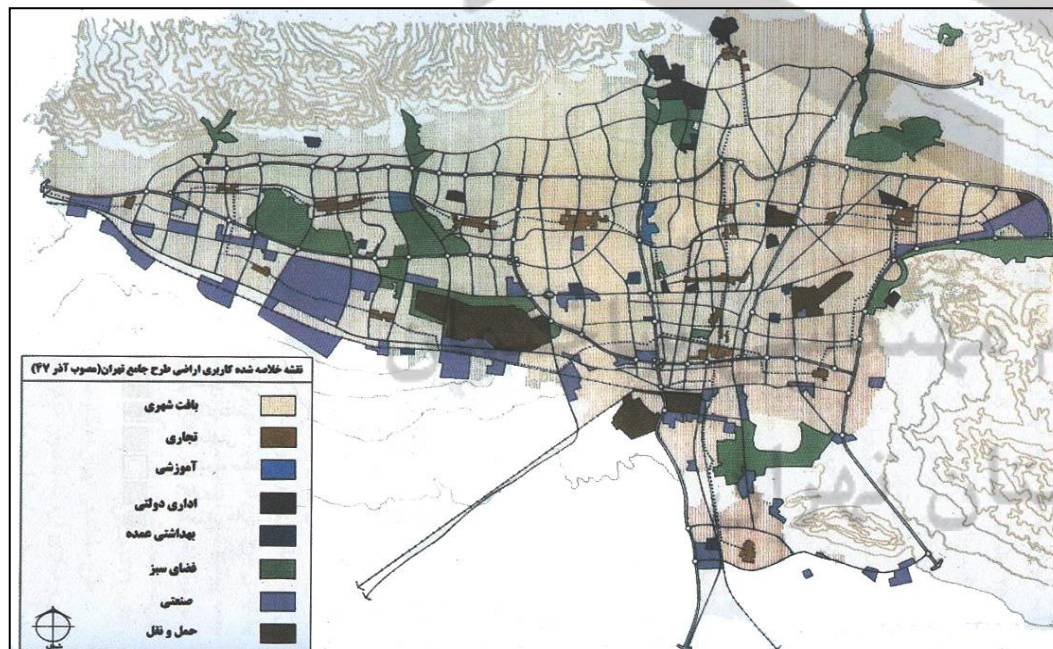 نقشه خلاصه شده کاربری اراضی طرح جامع تهران(مصوب آذر ۴۷)
بافت شهری
تجاری
آموزشی
اداری دولتی
بهداشتی عمده
فضای سبز
صنعتی
حمل و نقل